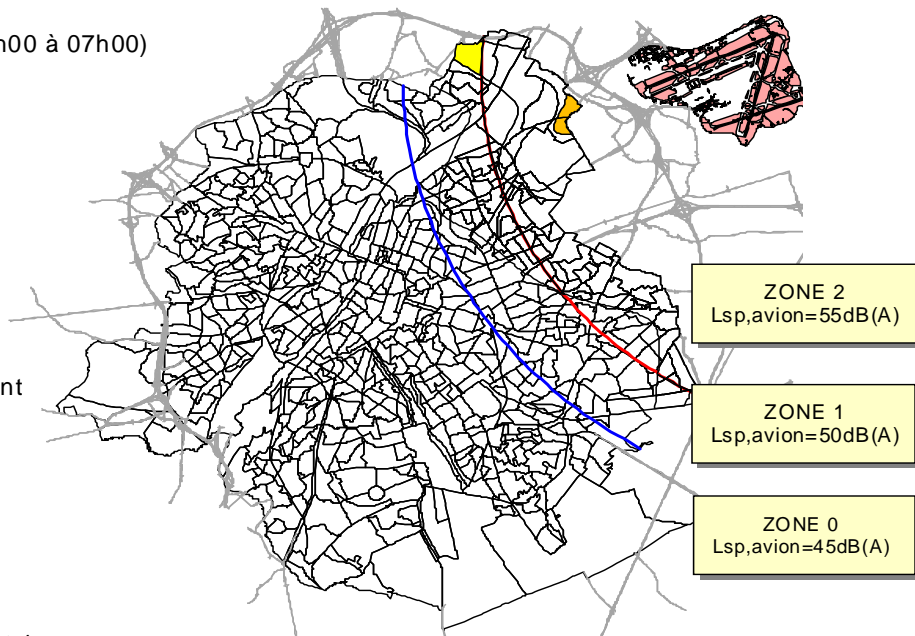 h00 à 07h00)
ZONE 2
Lsp,avion=55dB(A)
nt
ZONE 1
Lsp,avion=50dB(A)
ZONE 0
Lsp,avion=45dB(A)